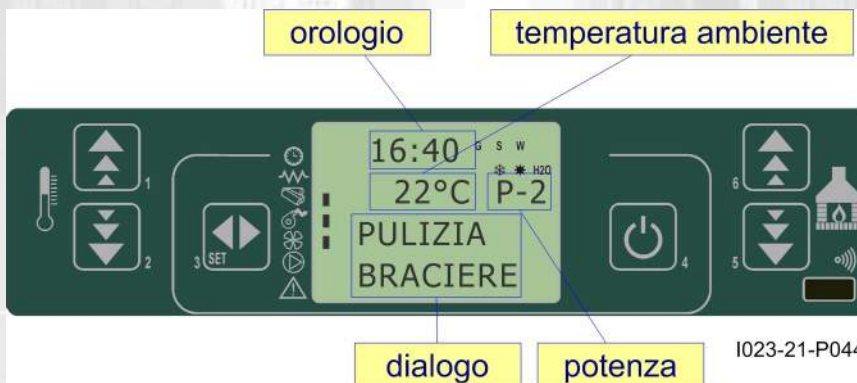 orologio
temperatura ambiente
16:40
G S W
H2O
22°C
P-2
PULIZIA
BRACIERE
1
2
3
SET
4
6
5
dialogo
potenza
I023-21-P044